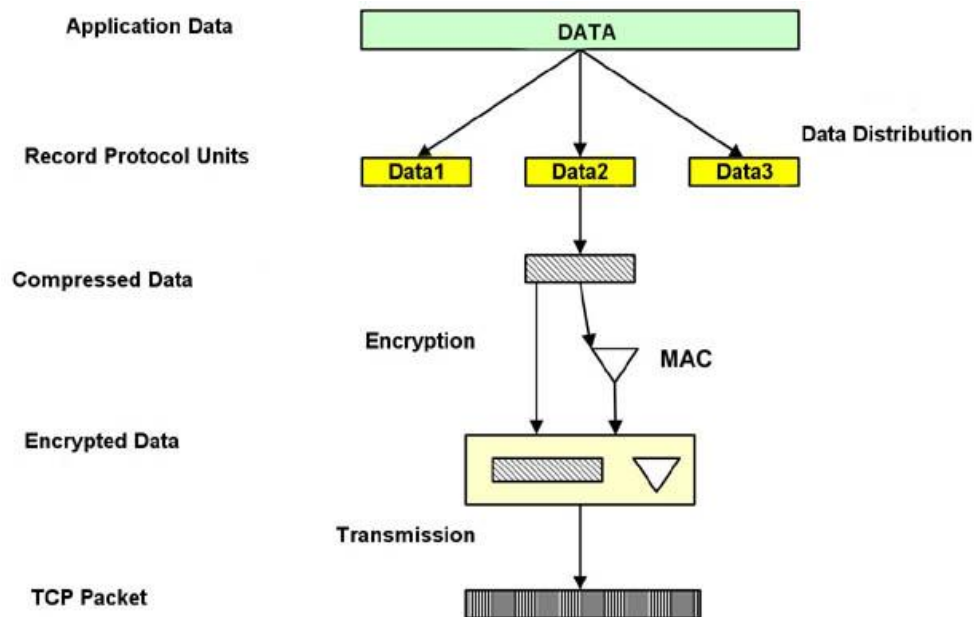 Application Data
DATA
Data Distribution
Record Protocol Units
Data1
Data2
Data3
Compressed Data
Encryption
MAC
Encrypted Data
Transmission
TCP Packet